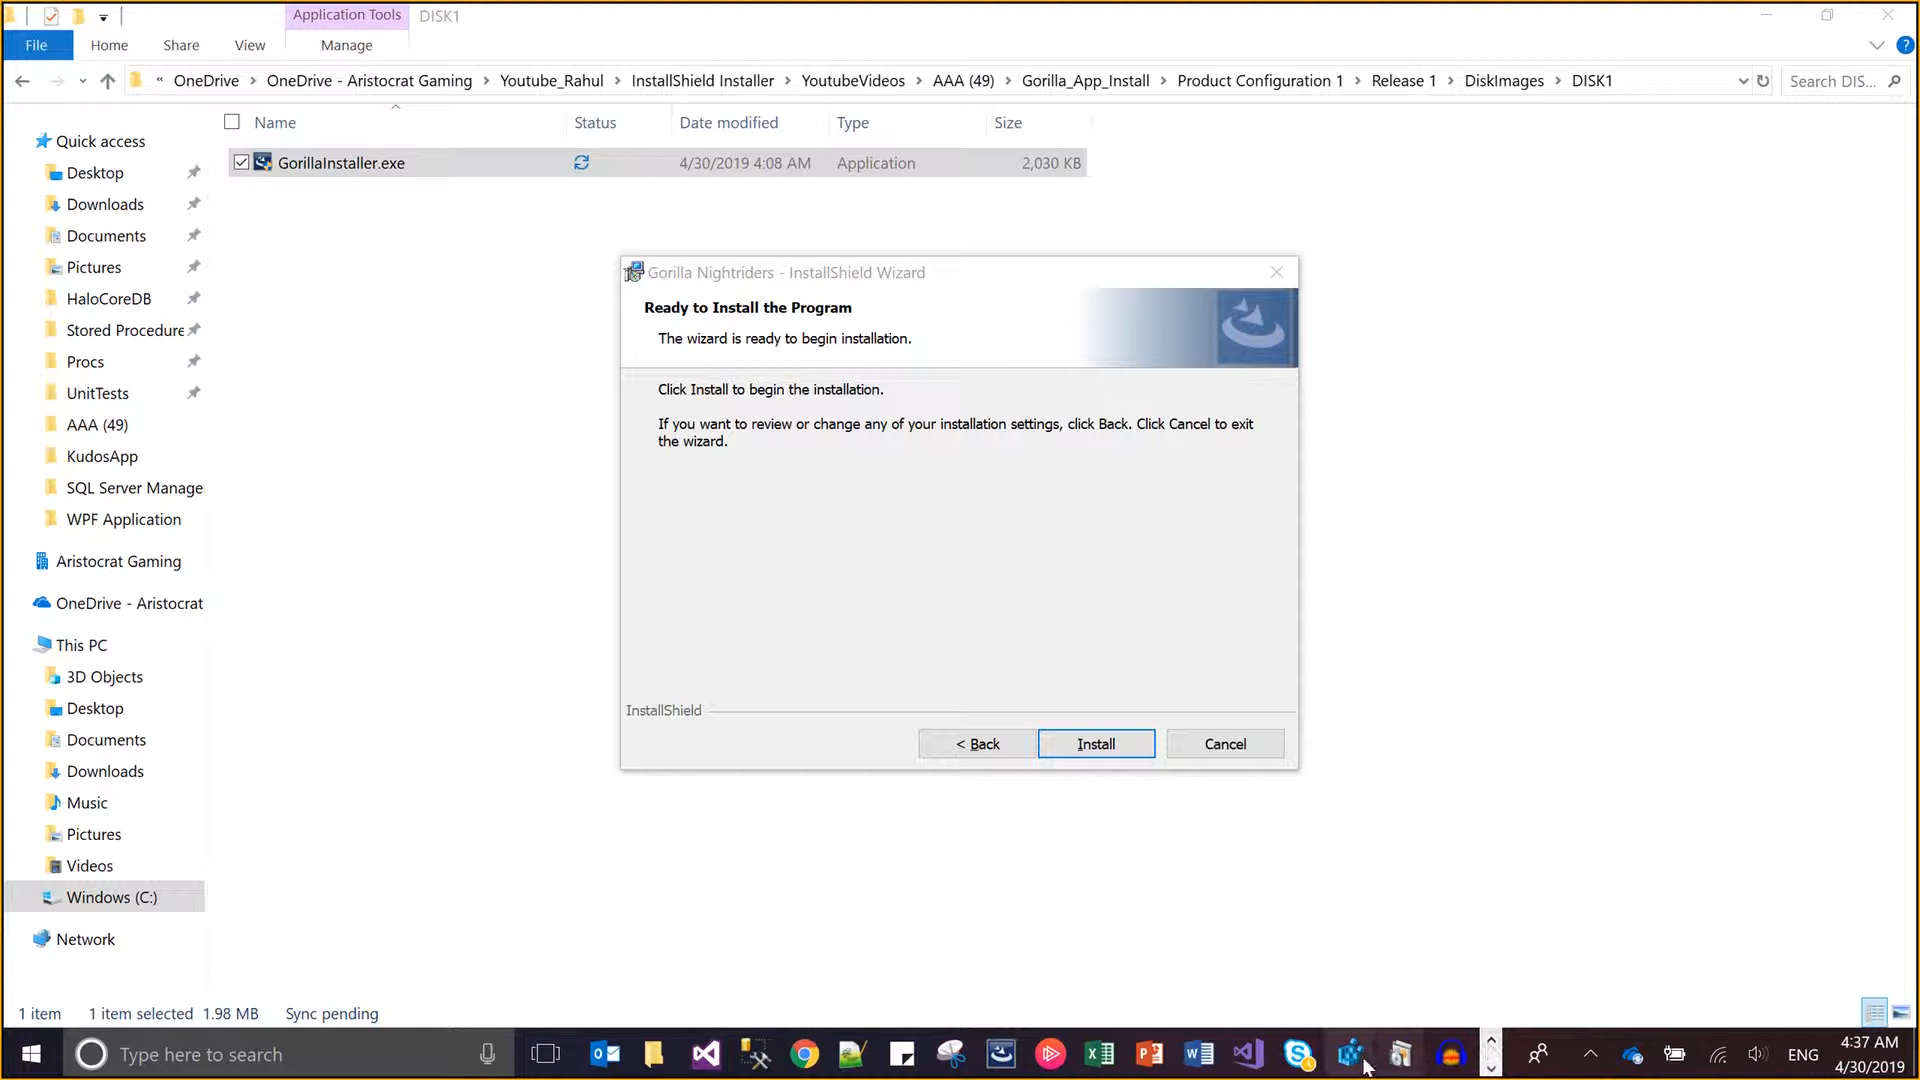 Application Tools
DISK1
File
Home
Share
View
Manage
« OneDrive > OneDrive - Aristocrat Gaming > Youtube_Rahul > InstallShield Installer > YoutubeVideos > AAA (49) > Gorilla_App_Install > Product Configuration 1 > Release 1 > DiskImages > DISK1
Search DIS...
Name
Status
Date modified
Type
Size
GorillaInstaller.exe
4/30/2019 4:08 AM
Application
2,030 KB
Quick access
Desktop
Downloads
Documents
Pictures
HaloCoreDB
Stored Procedure
Procs
UnitTests
AAA (49)
KudosApp
SQL Server Manage
WPF Application
Aristocrat Gaming
OneDrive - Aristocrat
This PC
3D Objects
Desktop
Documents
Downloads
Music
Pictures
Videos
Windows (C:)
Network
Gorilla Nightriders - InstallShield Wizard
Ready to Install the Program
The wizard is ready to begin installation.
Click Install to begin the installation.
If you want to review or change any of your installation settings, click Back. Click Cancel to exit
the wizard.
InstallShield
< Back
Install
Cancel
1 item
1 item selected 1.98 MB
Sync pending
Type here to search
ENG
4:37 AM
4/30/2019